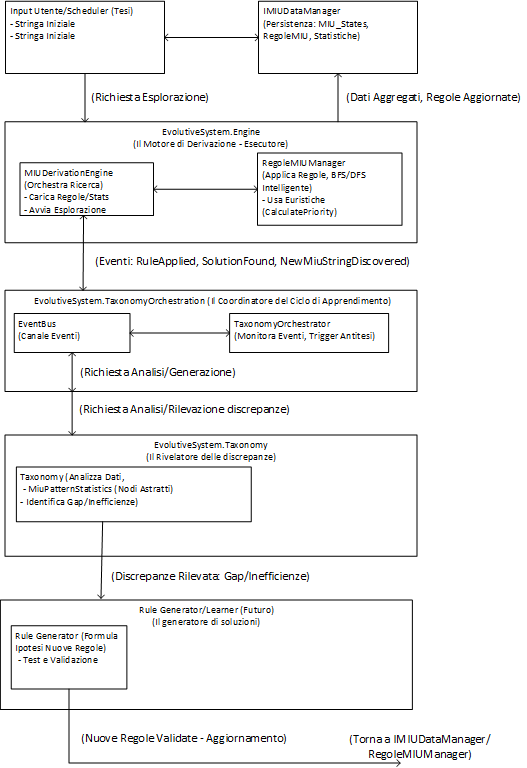 Input Utente/Scheduler (Tesi)
- Stringa Iniziale
- Stringa Iniziale
IMIUDataManager
(Persistenza: MIU_States,
RegoleMIU, Statistiche)
(Richiesta Esplorazione)
(Dati Aggregati, Regole Aggiornate)
EvolutiveSystem.Engine
(Il Motore di Derivazione - Esecutore)
MIUDerivationEngine
(Orchestra Ricerca)
- Carica Regole/Stats
- Avvia Esplorazione
RegoleMIUManager
(Applica Regole, BFS/DFS
Intelligente)
- Usa Euristiche
(CalculatePriority)
(Eventi: RuleApplied, SolutionFound, NewMiuStringDiscovered)
EvolutiveSystem.TaxonomyOrchestration (Il Coordinatore del Ciclo di Apprendimento)
EventBus
(Canale Eventi)
TaxonomyOrchestrator
(Monitora Eventi, Trigger Antitesi)
(Richiesta Analisi/Generazione)
(Richiesta Analisi/Rilevazione discrepanze)
EvolutiveSystem.Taxonomy
(Il Rivelatore delle discrepanze)
Taxonomy (Analizza Dati,
- MiuPatternStatistics (Nodi Astratti)
- Identifica Gap/Inefficienze)
(Discrepanze Rilevata: Gap/Inefficienze)
Rule Generator/Learner (Futuro)
(Il generatore di soluzioni)
Rule Generator (Formula
Ipotesi Nuove Regole)
- Test e Validazione
(Nuove Regole Validate - Aggiornamento)
(Torna a IMIUDataManager/
RegoleMIUManager)